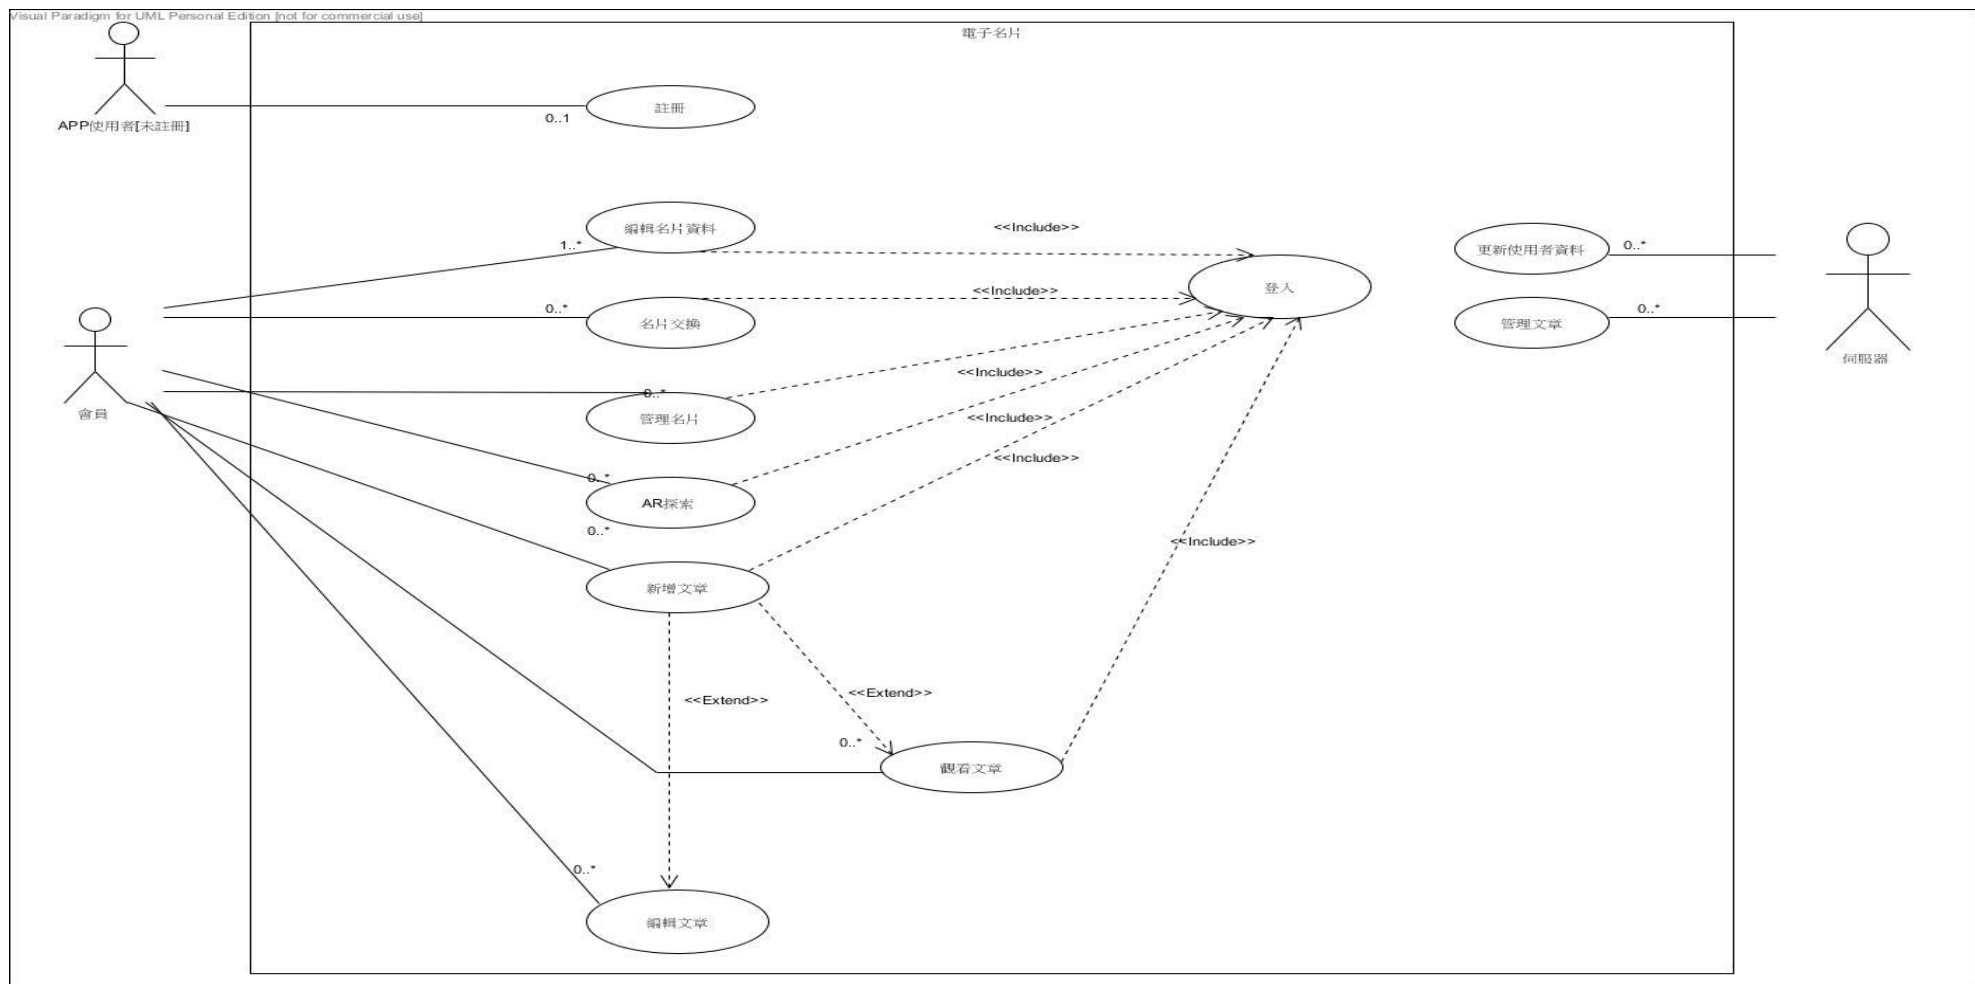 Visual Paradigm for UML Personal Edition [not for commercial use]
電子名片
APP使用者[未註冊]
0..1
註冊
編輯名片資料
1..*
<<Include>>
更新使用者資料
0..*
登入
名片交換
0..*
<<Include>>
管理文章
0..*
伺服器
會員
0..*
管理名片
<<Include>>
<<Include>>
<<Include>>
0..*
AR探索
0..*
新增文章
<<Include>>
<<Extend>>
<<Extend>>
0..*
觀看文章
0..*
編輯文章